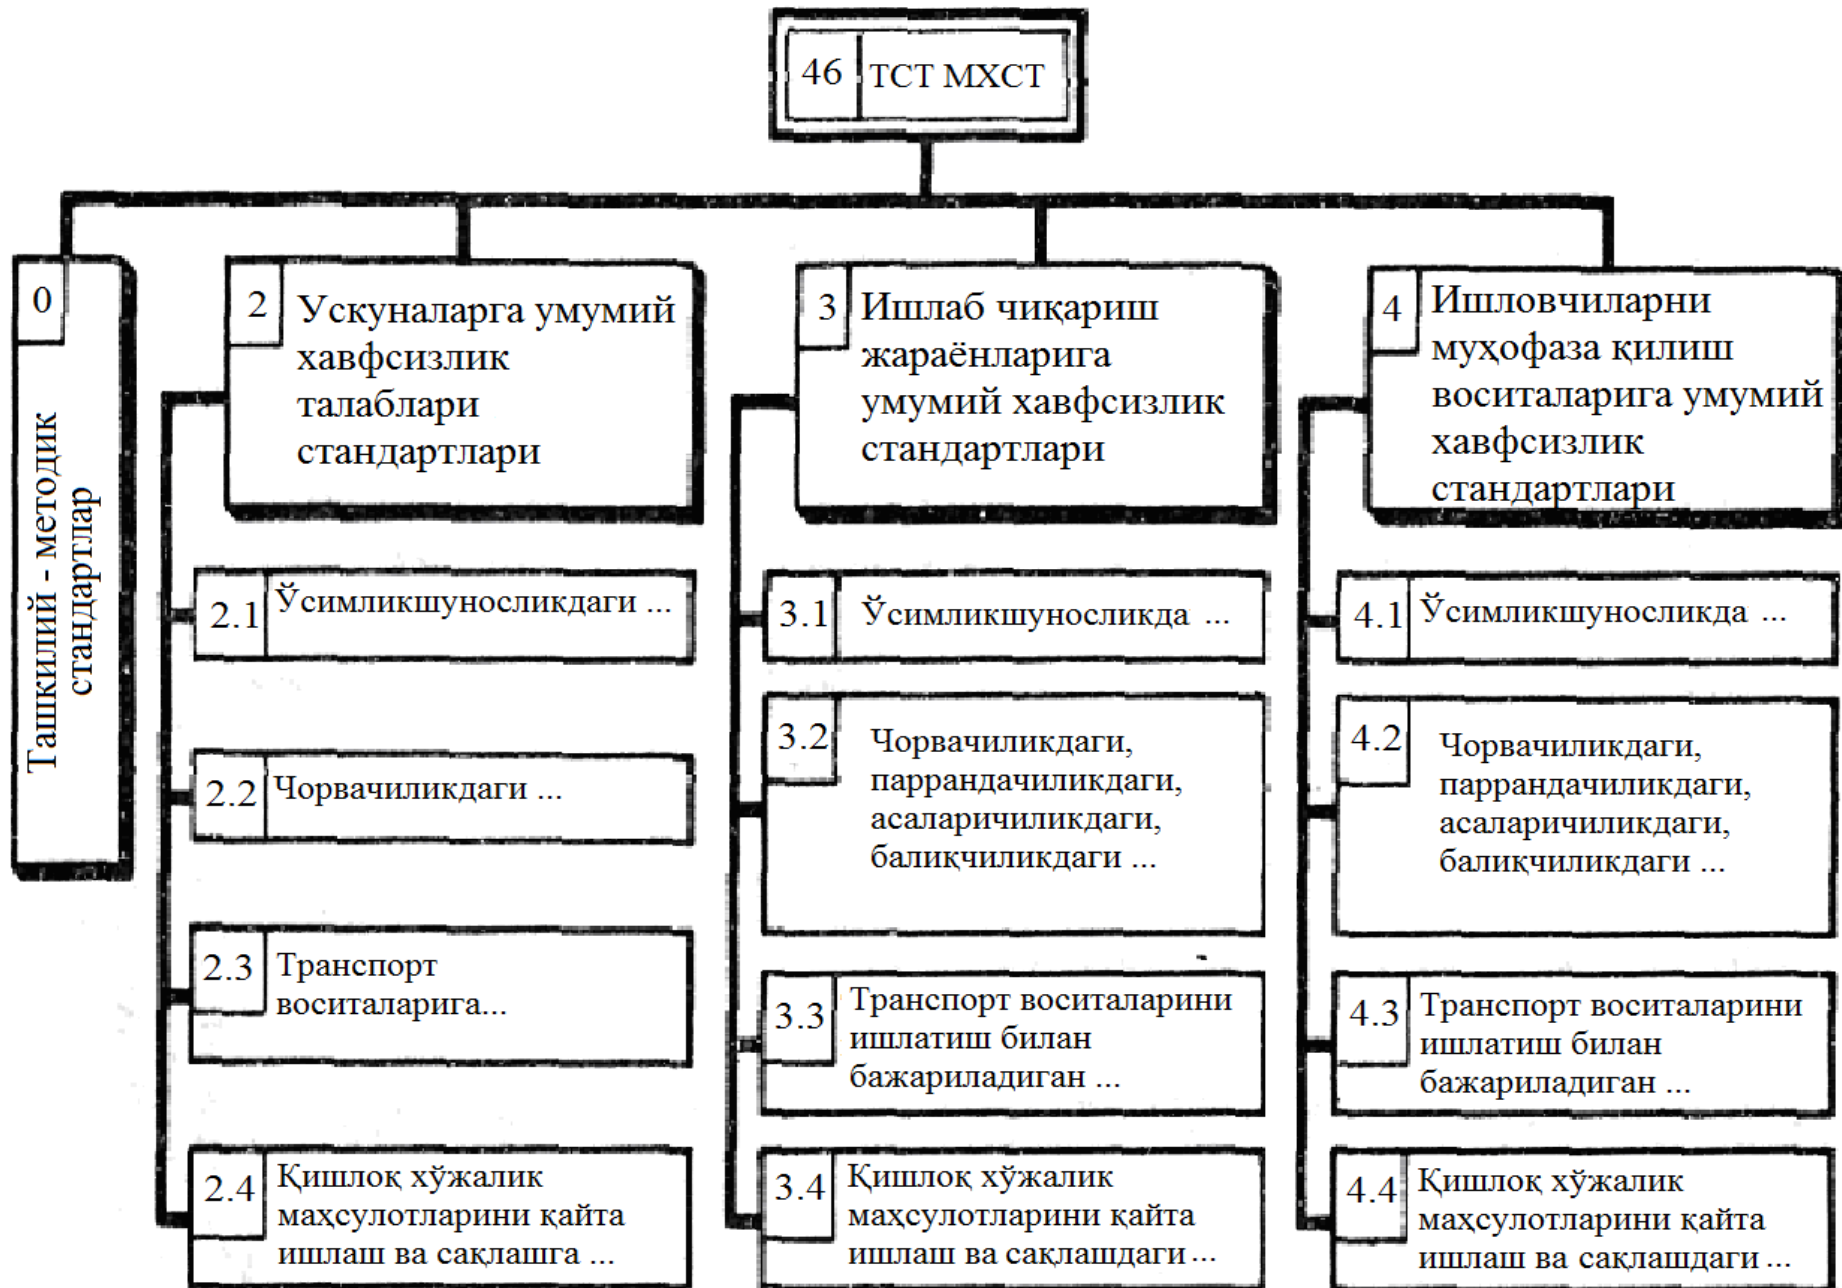 46 ТСТ МХСТ
0
Ташкилий - методик
стандартлар
2
Ускуналарга умумий
хавфсизлик
талаблари
стандартлари
2.1 Ўсимликшуносликдаги ...
2.2 Чорвачиликдаги ...
2.3 Транспорт
воситаларига...
2.4 Қишлоқ хўжалик
маҳсулотларини қайта
ишлаш ва сақлашга ...
3
Ишлаб чиқариш
жараёнларига
умумий хавфсизлик
стандартлари
3.1 Ўсимликшуносликда ...
3.2 Чорвачиликдаги,
паррандачиликдаги,
асаларичиликдаги,
балиқчиликдаги ...
3.3 Транспорт воситаларини
ишлатиш билан
бажариладиган ...
3.4 Қишлоқ хўжалик
маҳсулотларини қайта
ишлаш ва сақлашдаги ...
4
Ишловчиларни
муҳофаза қилиш
воситаларига умумий
хавфсизлик
стандартлари
4.1 Ўсимликшуносликда ...
4.2 Чорвачиликдаги,
паррандачиликдаги,
асаларичиликдаги,
балиқчиликдаги ...
4.3 Транспорт воситаларини
ишлатиш билан
бажариладиган ...
4.4 Қишлоқ хўжалик
маҳсулотларини қайта
ишлаш ва сақлашдаги ...